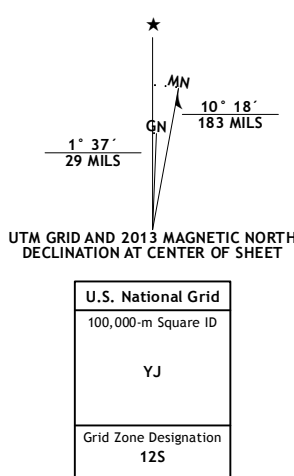 ★
MN
GN
10° 18´
183 MILS
1° 37´
29 MILS
UTM GRID AND 2013 MAGNETIC NORTH
DECLINATION AT CENTER OF SHEET
U.S. National Grid
100,000-m Square ID
YJ
Grid Zone Designation
12S